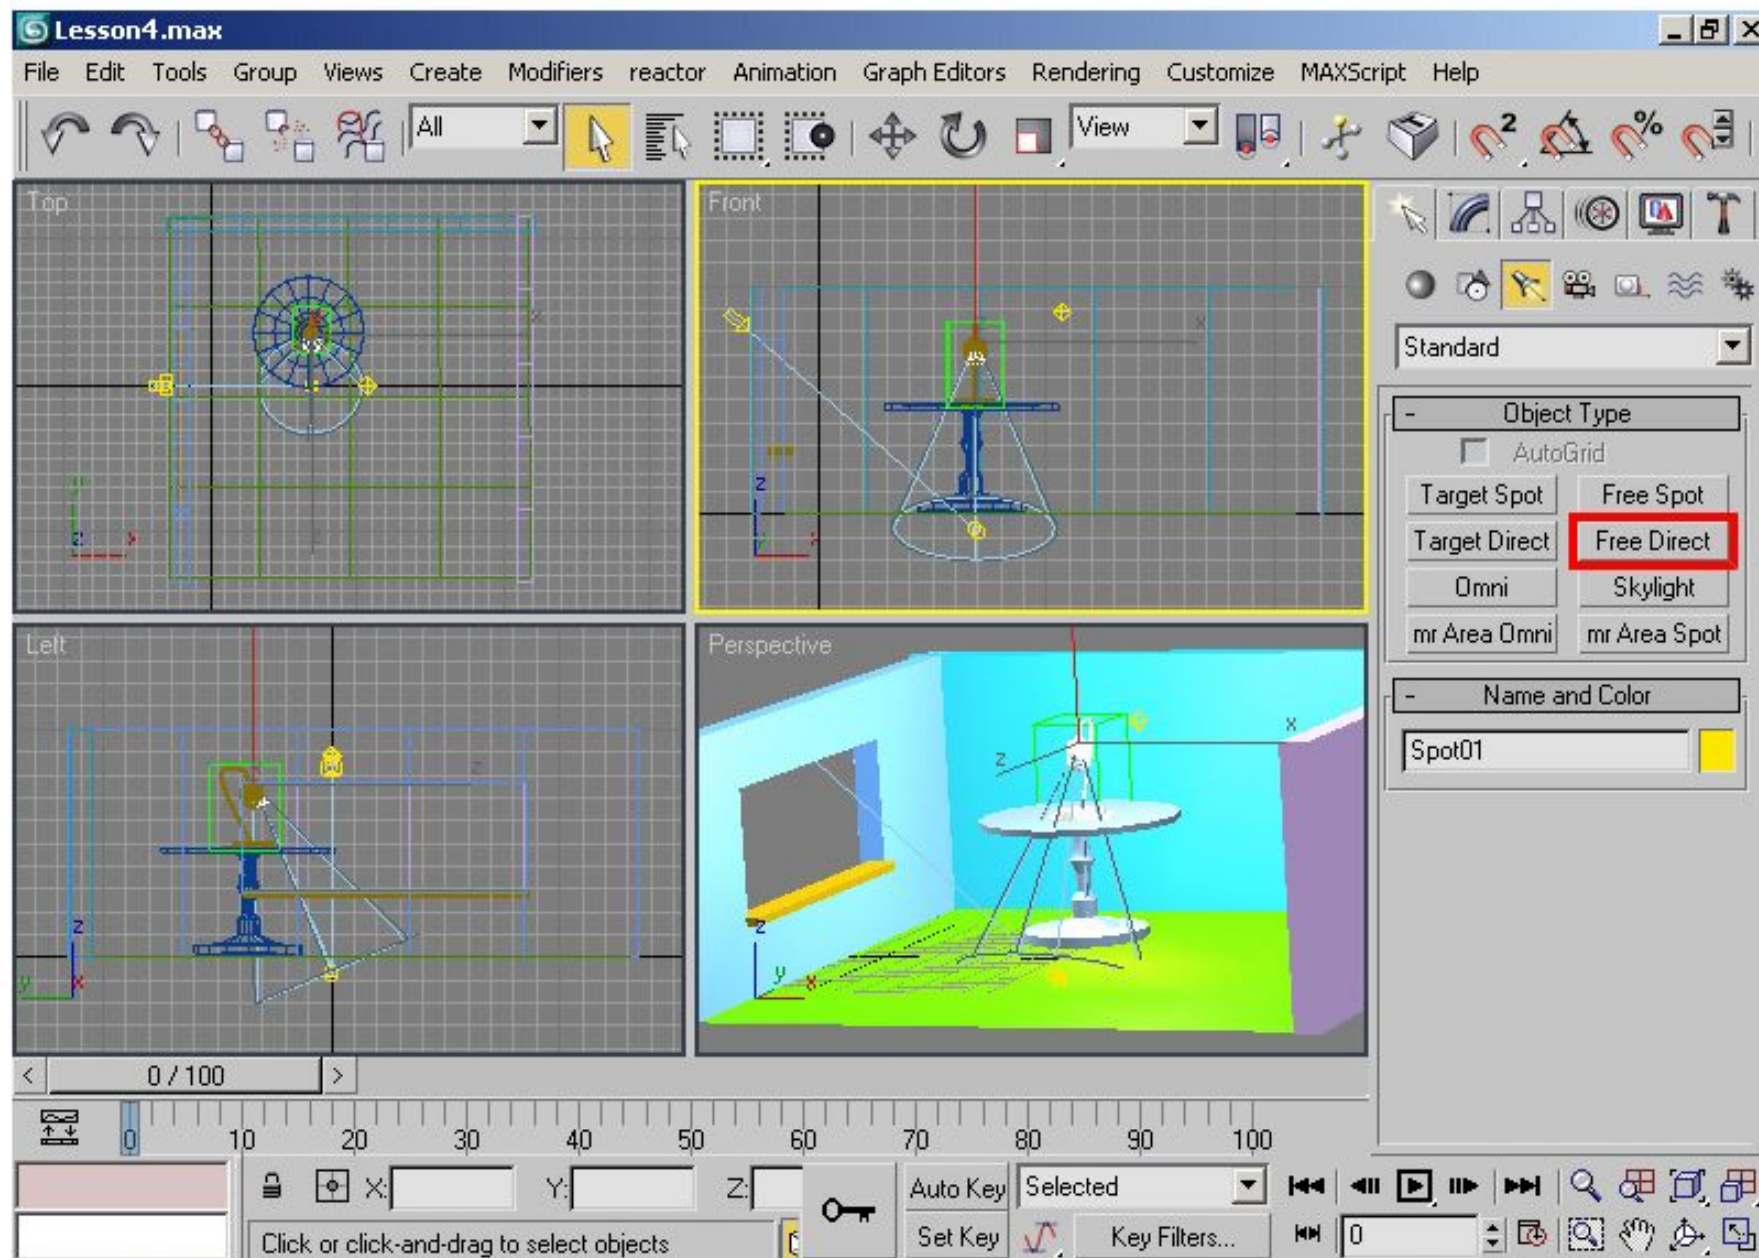 Lesson4.max
File Edit Tools Group Views Create Modifiers reactor Animation Graph Editors Rendering Customize MAXScript Help
All View
Top
Front
x
x
z
y
z x
z
y x
Standard
- Object Type
AutoGrid
Target Spot Free Spot
Target Direct Free Direct
Omni Skylight
mr Area Omni mr Area Spot
- Name and Color
Spot01
Left
Perspective
z
z
y x
x
z
z
y x
< 0 / 100 >
0 10 20 30 40 50 60 70 80 90 100
X: Y: Z:
Auto Key Selected
Click or click-and-drag to select objects
Set Key Key Filters... 0